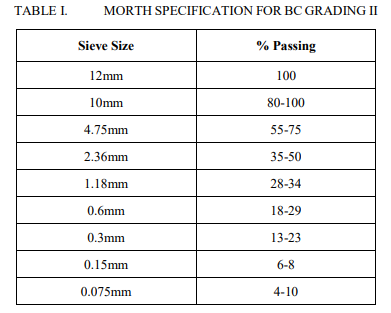 TABLE I. MORTH SPECIFICATION FOR BC GRADING II
Sieve Size % Passing
12mm 100
10mm 80-100
4.75mm 55-75
2.36mm 35-50
1.18mm 28-34
0.6mm 18-29
0.3mm 13-23
0.15mm 6-8
0.075mm 4-10